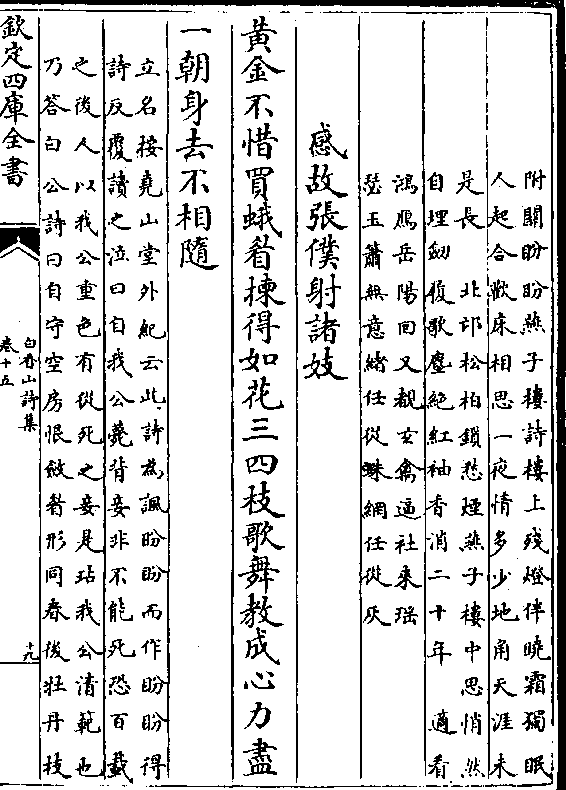 附關盼盼燕子樓詩樓上殘燈伴曉霜獨眠
人起合歡床相思一夜情多少地角天涯未
是長　北邙松柏鎖愁煙燕子樓中思悄然
自埋劒履歌塵絕紅袖香消二十年　適看
鴻鴈岳陽回又覩玄禽逼社來瑶
瑟玉簫無意緒任從蛛網任從灰
感故張僕射諸妓
黃金不惜買蛾眉揀得如花三四枝歌舞教成心力盡
一朝身去不相隨
立名按堯山堂外紀云此詩為諷盼盼而作盼盼得
詩反覆讀之泣曰自我公薨背妾非不能死恐百載
之後人以我公重色有從死之妾是玷我公清範也
乃答白公詩曰自守空房恨斂眉形同春後牡丹枝
欽定四庫全書
白香山詩集
卷十五
十九